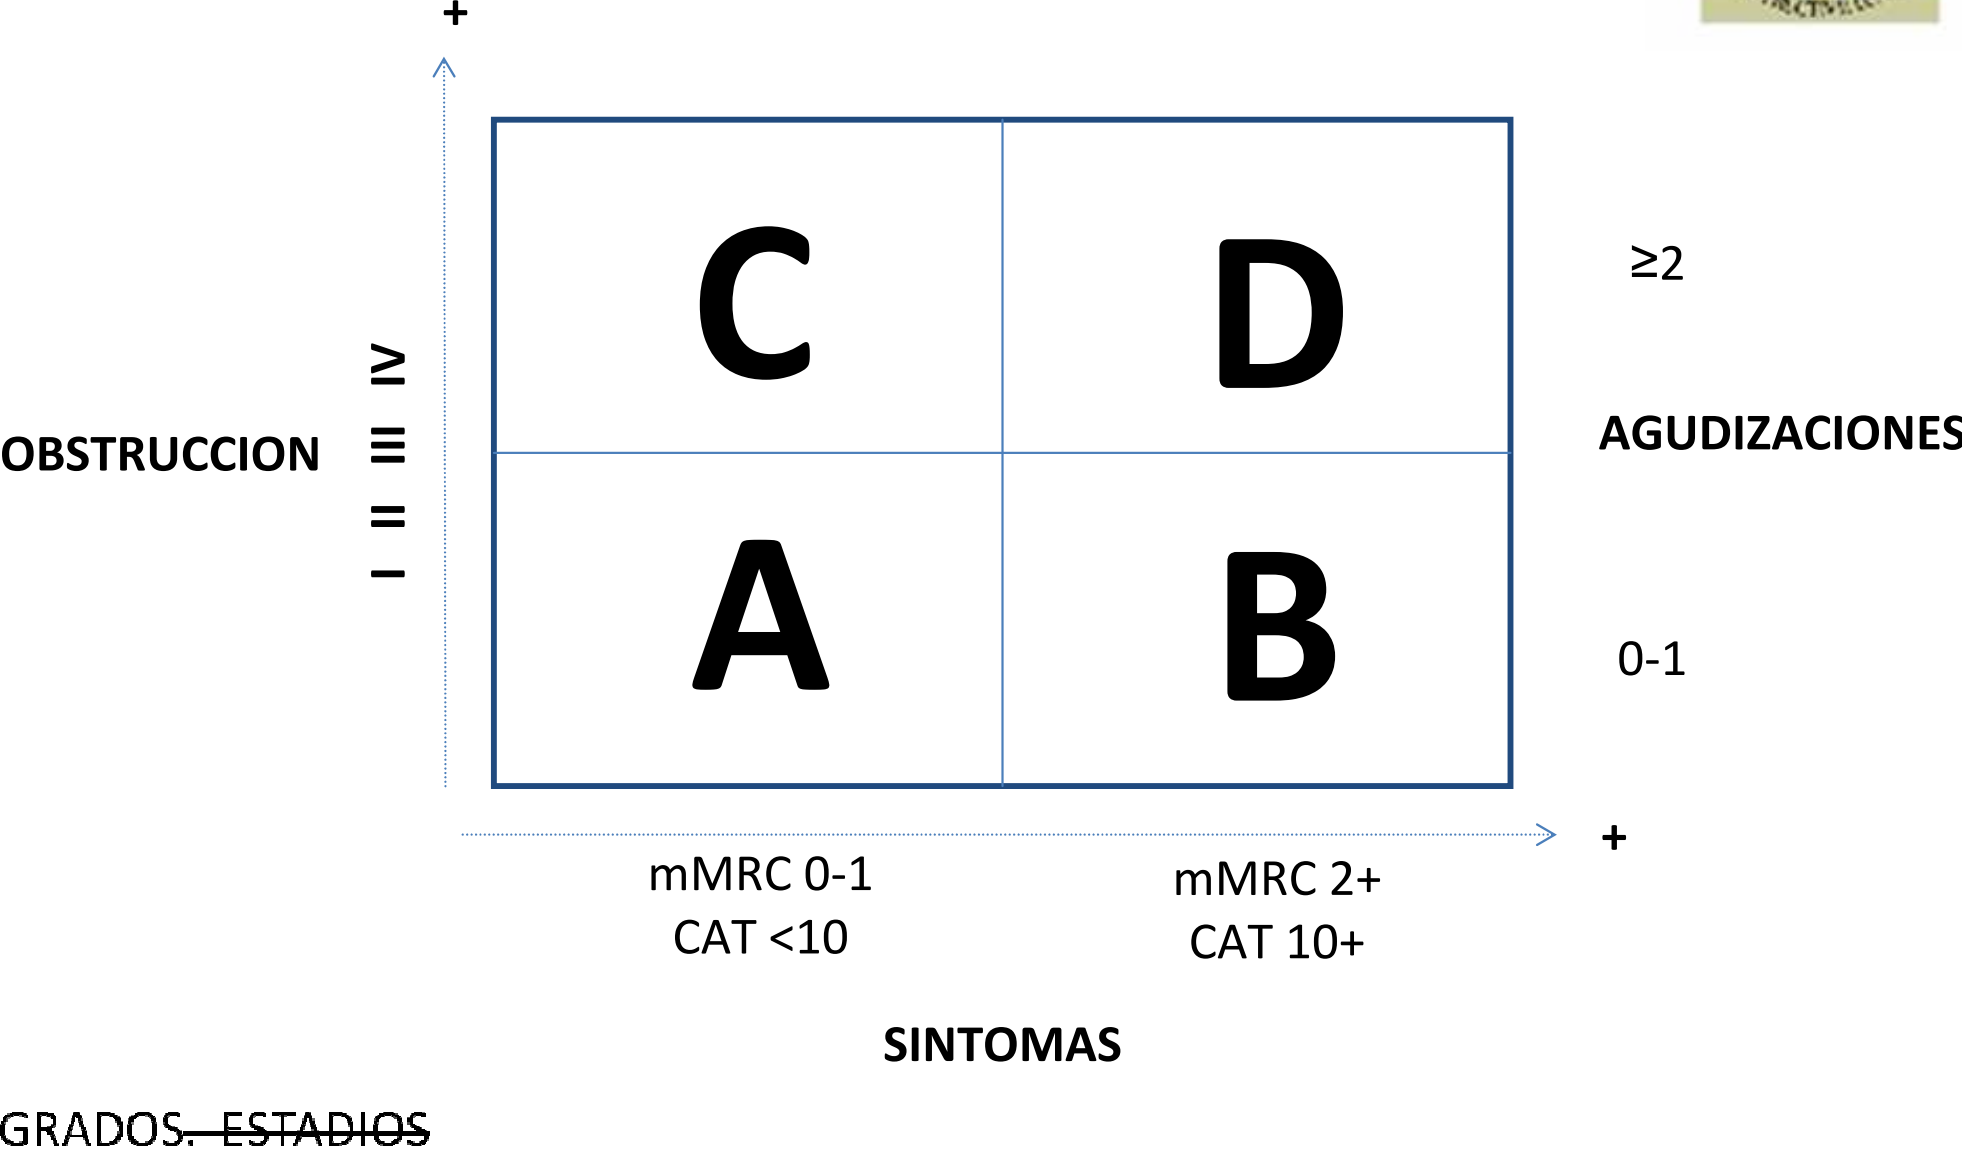 +
C D
≥2
IV
III
II
I
OBSTRUCCION
AGUDIZACIONES
A B
0-1
+
mMRC 0-1
CAT <10
mMRC 2+
CAT 10+
SINTOMAS
GRADOS. ESTADIOS